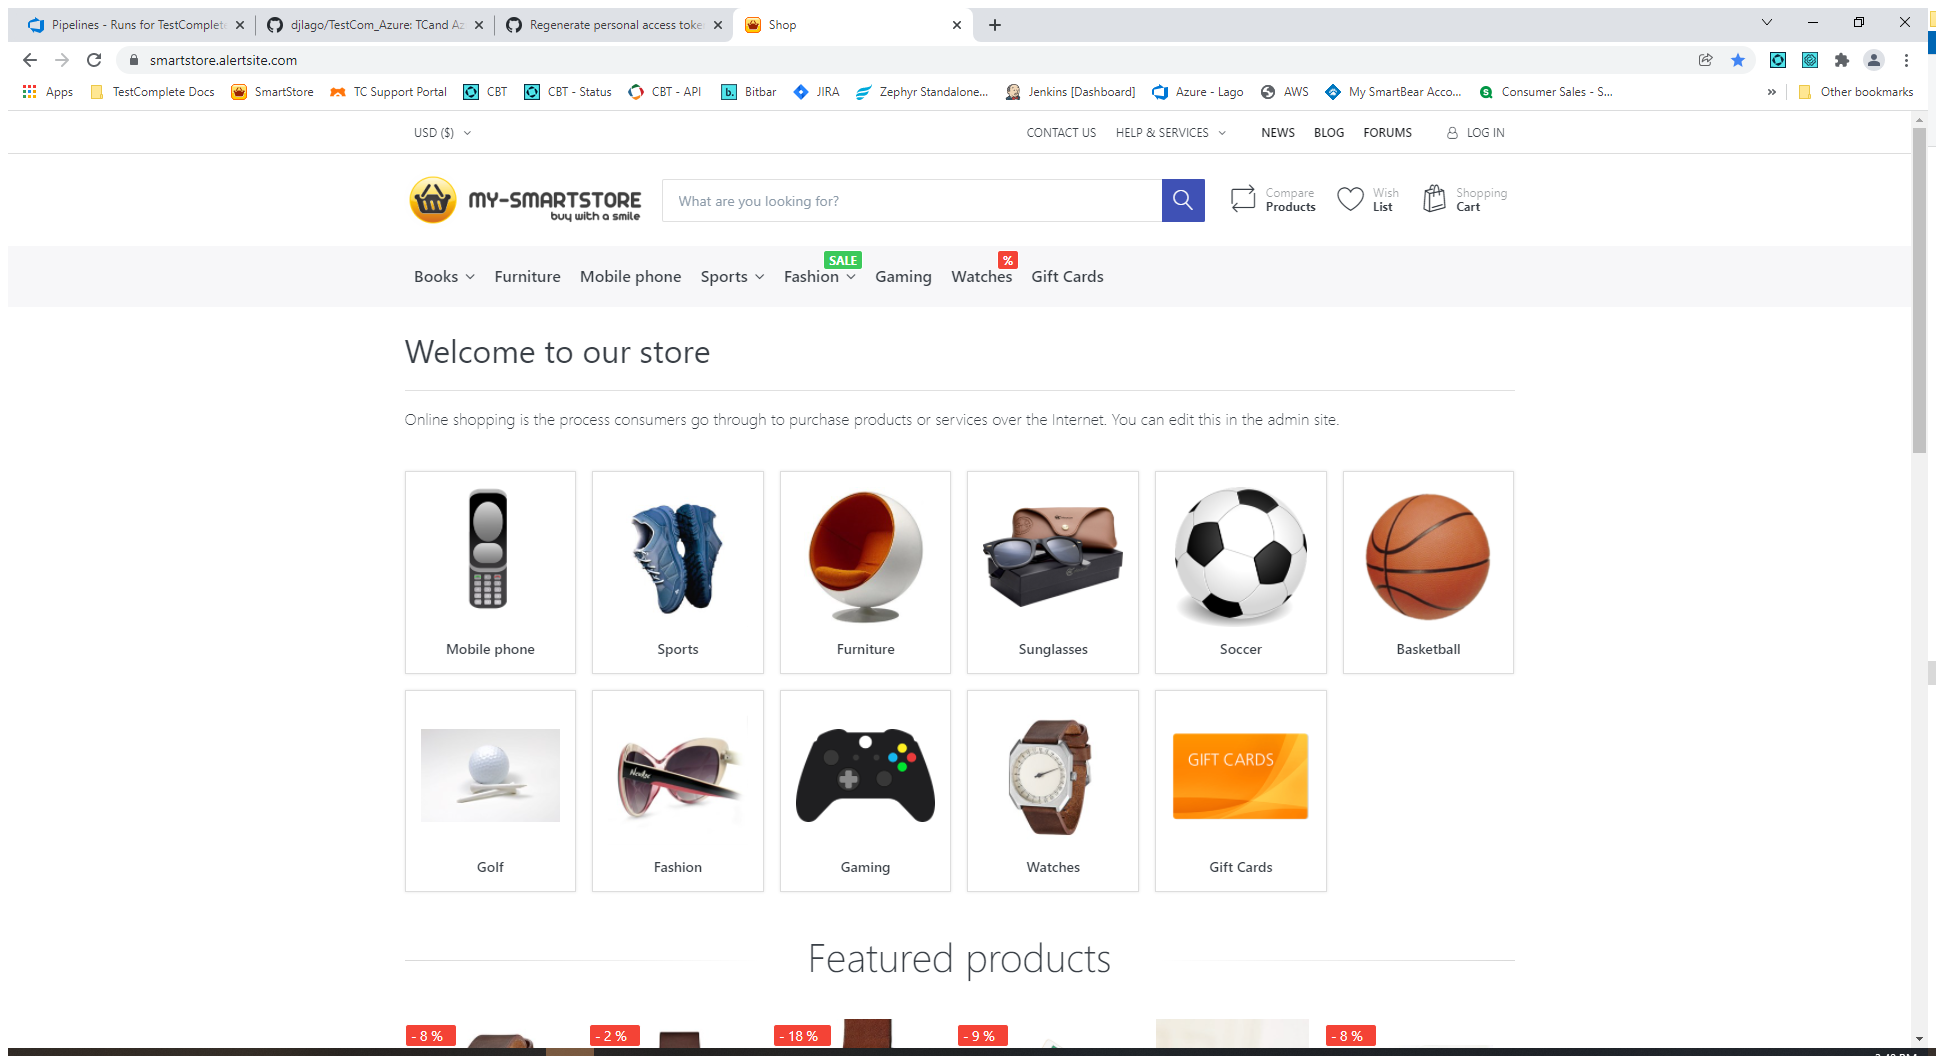 Pipelines - Runs for TestComplete
djlago/TestCom_Azure: TCand Az
Regenerate personal access toke
Shop
smartstore.alertsite.com
Apps
TestComplete Docs
SmartStore
TC Support Portal
CBT
CBT - Status
CBT - API
Bitbar
JIRA
Zephyr Standalone...
Jenkins [Dashboard]
Azure - Lago
AWS
My SmartBear Acco...
Consumer Sales - S...
»
Other bookmarks
USD ($)
CONTACT US
HELP & SERVICES
NEWS
BLOG
FORUMS
LOG IN
MY-SMARTSTORE
buy with a smile
What are you looking for?
Compare
Products
Wish
List
Shopping
Cart
SALE
%
Books
Furniture
Mobile phone
Sports
Fashion
Gaming
Watches
Gift Cards
Welcome to our store
Online shopping is the process consumers go through to purchase products or services over the Internet. You can edit this in the admin site.
Mobile phone
Sports
Furniture
Sunglasses
Soccer
Basketball
GIFT CARDS
Golf
Fashion
Gaming
Watches
Gift Cards
Featured products
- 8 %
- 2 %
- 18 %
- 9 %
- 8 %